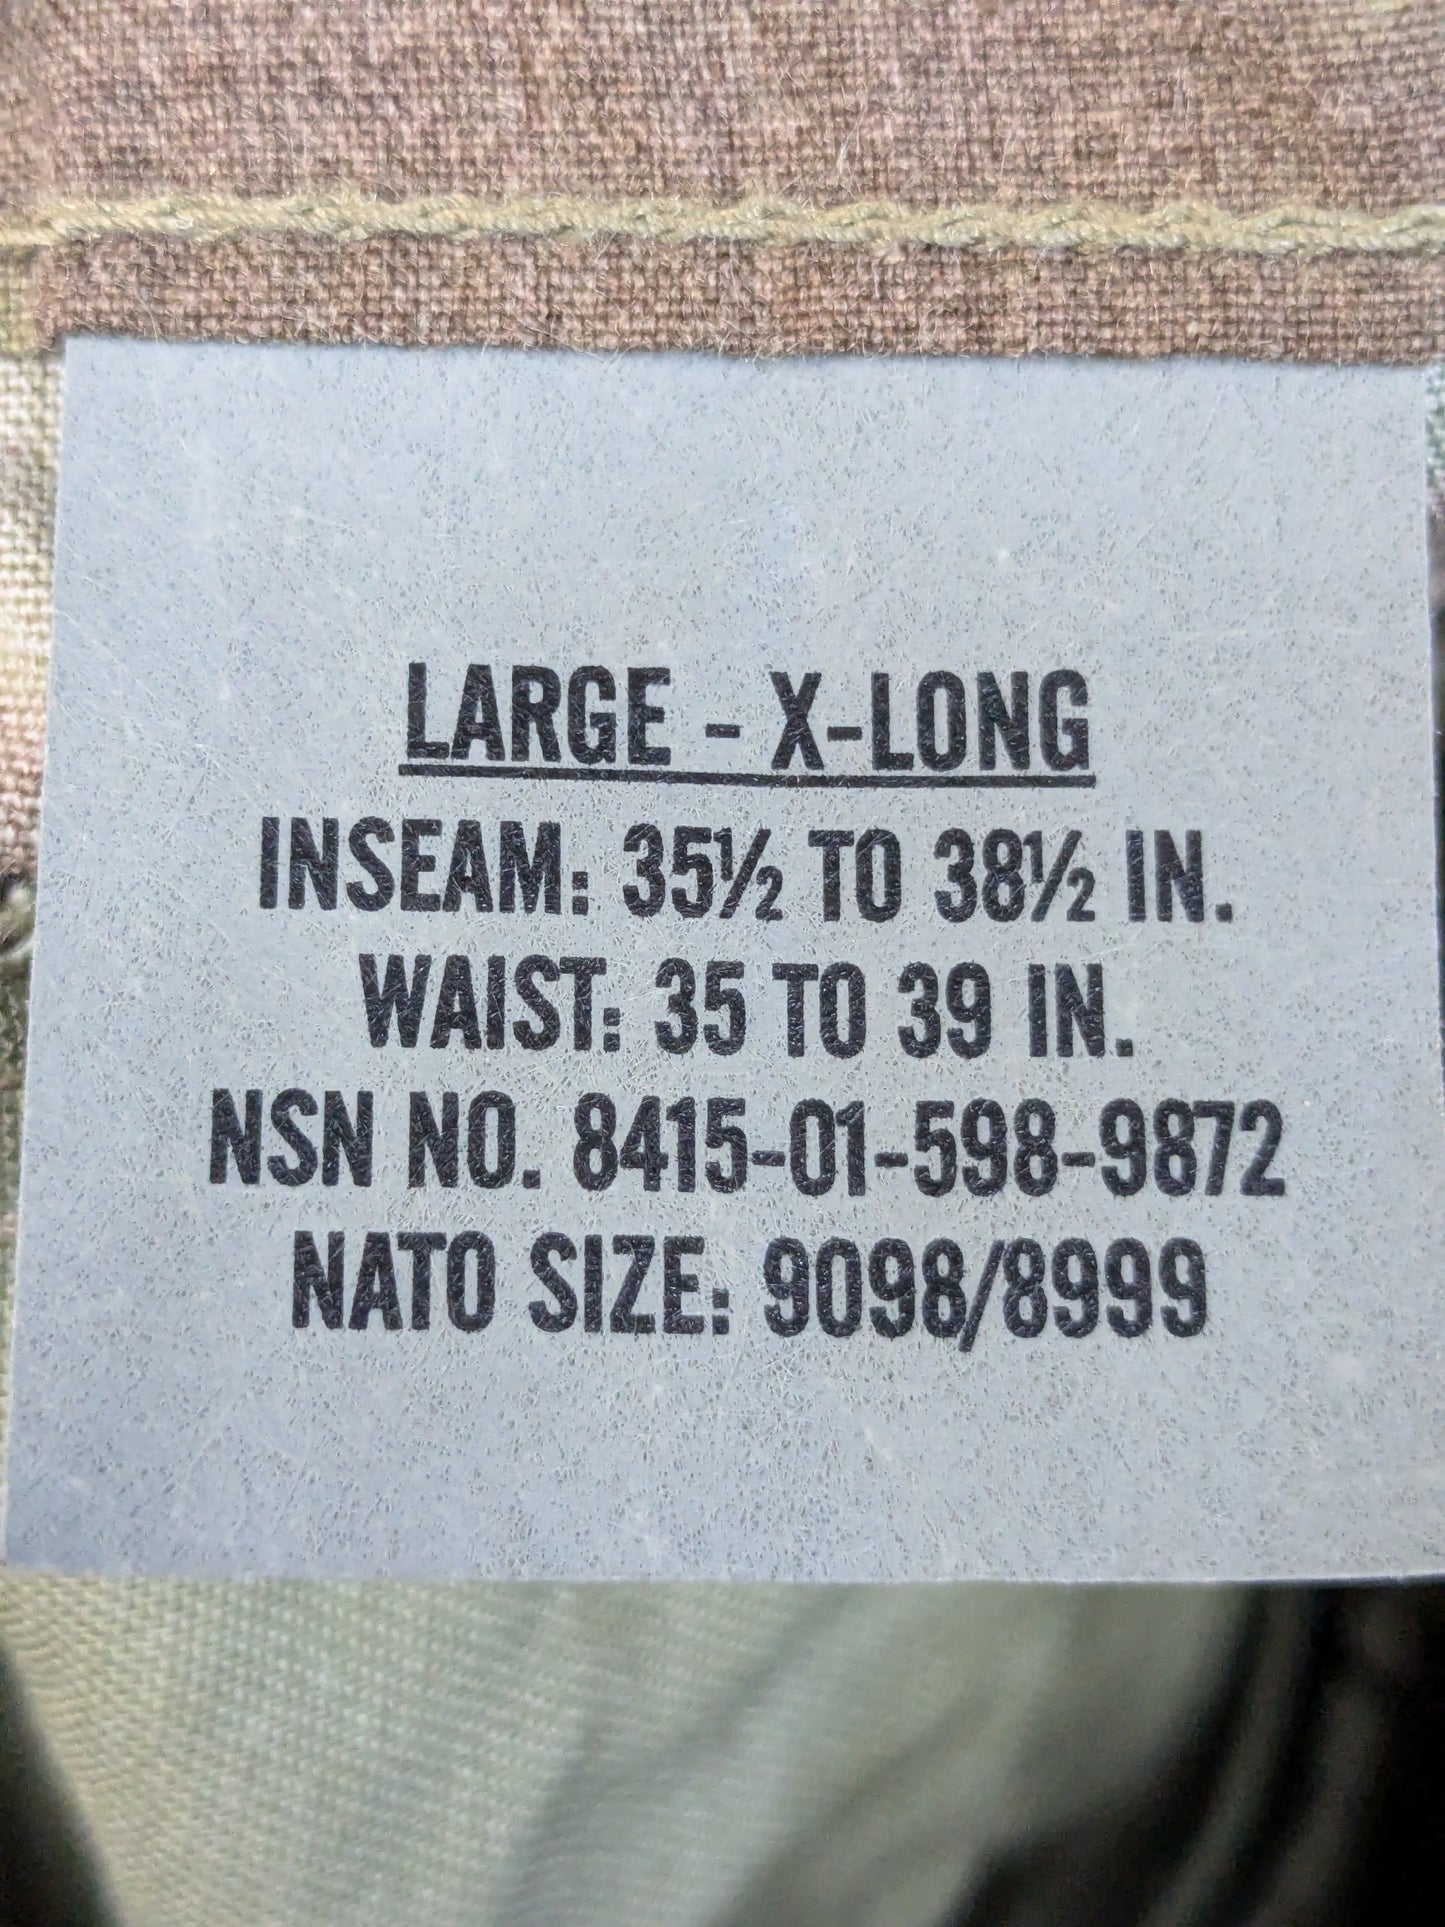 LARGE - X-LONG
INSEAM: 35½ TO 38½ IN.
WAIST: 35 TO 39 IN.
NSN NO. 8415-01-598-9872
NATO SIZE: 9098/8999